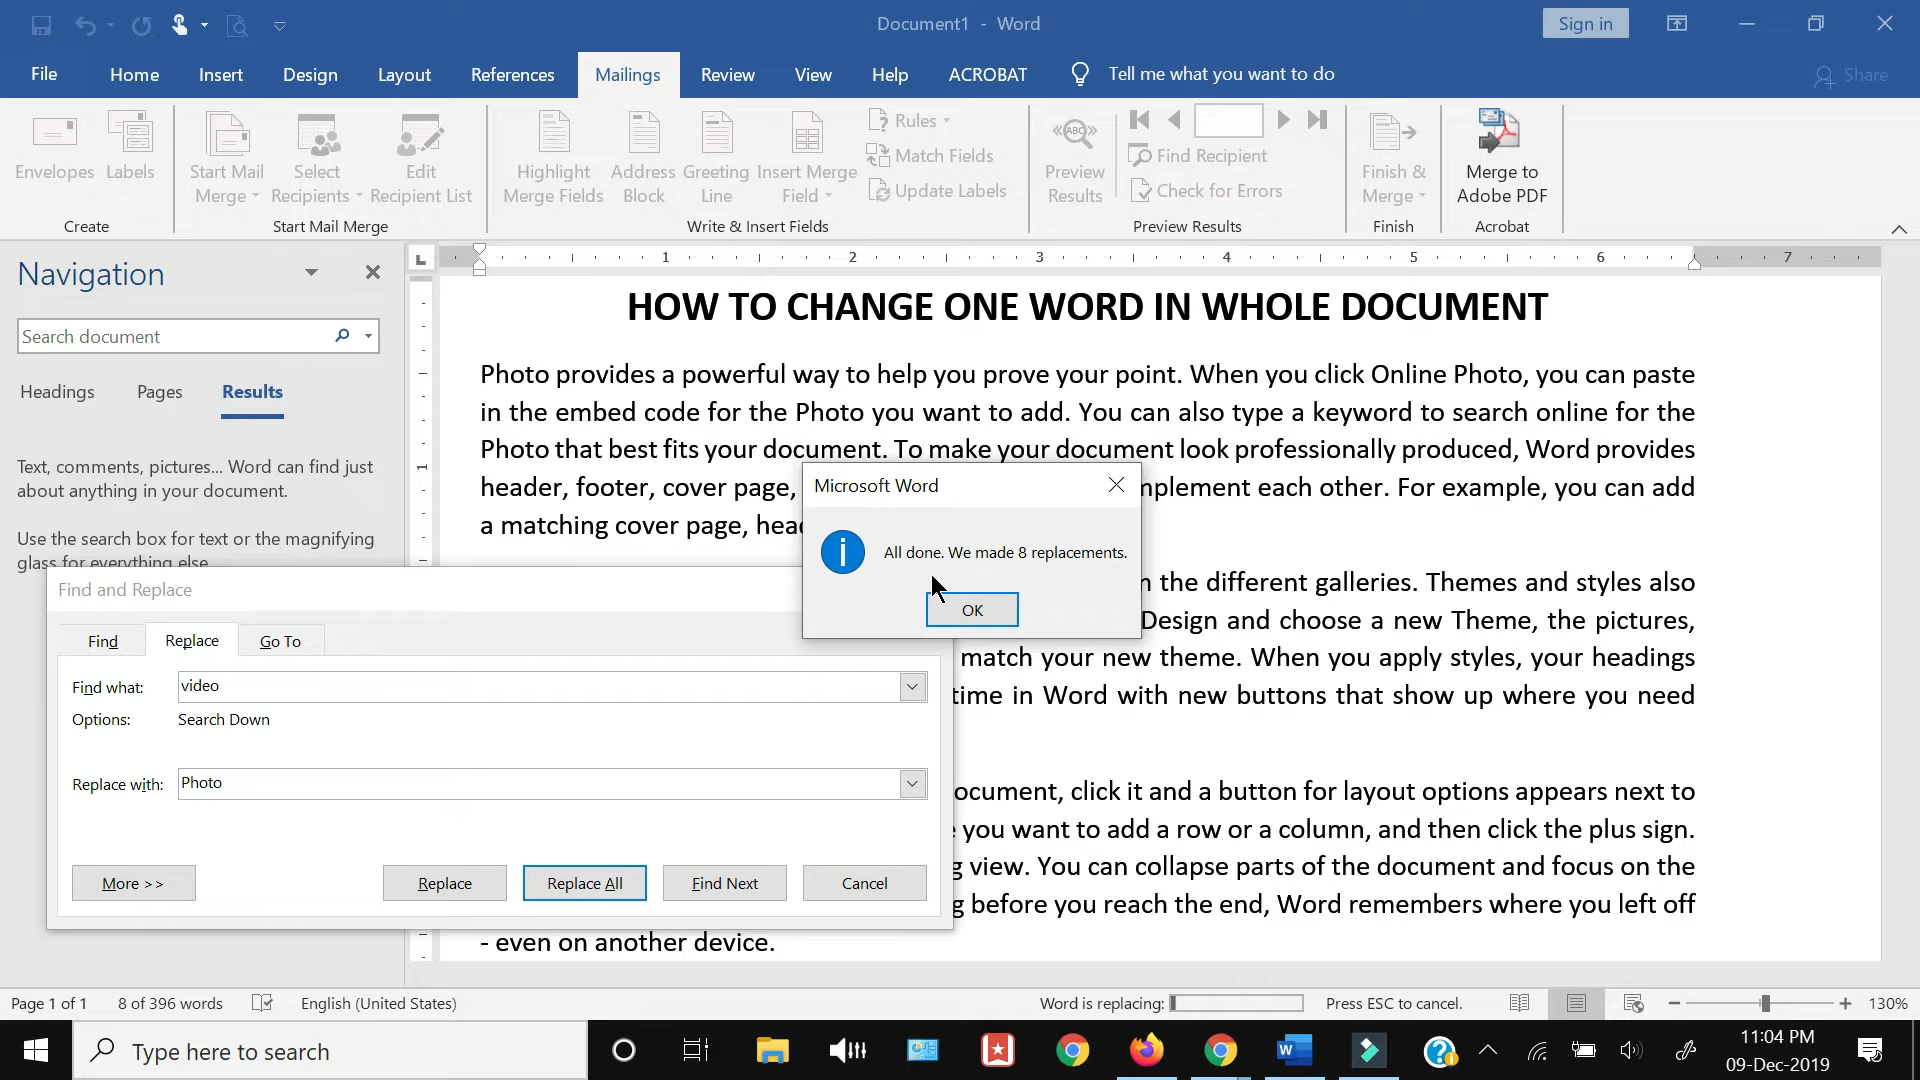 Document1 - Word
Sign in
File Home Insert Design Layout References Mailings Review View Help ACROBAT Tell me what you want to do Share
Envelopes Labels
Start Mail Merge
Select Recipients
Edit Recipient List
Highlight Merge Fields
Address Block
Greeting Line
Insert Merge Field
Rules
Match Fields
Update Labels
ABC
Preview Results
Find Recipient
Check for Errors
Finish & Merge
Merge to Adobe PDF
Create Start Mail Merge Write & Insert Fields Preview Results Finish Acrobat
Navigation
Search document
Headings Pages Results
Text, comments, pictures... Word can find just
about anything in your document.
Use the search box for text or the magnifying
glass for everything else
L
1 2 3 4 5 6 7
1
HOW TO CHANGE ONE WORD IN WHOLE DOCUMENT
Photo provides a powerful way to help you prove your point. When you click Online Photo, you can paste
in the embed code for the Photo you want to add. You can also type a keyword to search online for the
Photo that best fits your document. To make your document look professionally produced, Word provides
header, footer, cover page, mplement each other. For example, you can add
a matching cover page, hea
n the different galleries. Themes and styles also
Design and choose a new Theme, the pictures,
match your new theme. When you apply styles, your headings
time in Word with new buttons that show up where you need
ocument, click it and a button for layout options appears next to
e you want to add a row or a column, and then click the plus sign.
g view. You can collapse parts of the document and focus on the
g before you reach the end, Word remembers where you left off
- even on another device.
Microsoft Word
i All done. We made 8 replacements.
OK
Find and Replace
Find Replace Go To
Find what: video
Options: Search Down
Replace with: Photo
More >> Replace Replace All Find Next Cancel
Page 1 of 1 8 of 396 words English (United States) Word is replacing: Press ESC to cancel. 130%
Type here to search
W
11:04 PM
09-Dec-2019